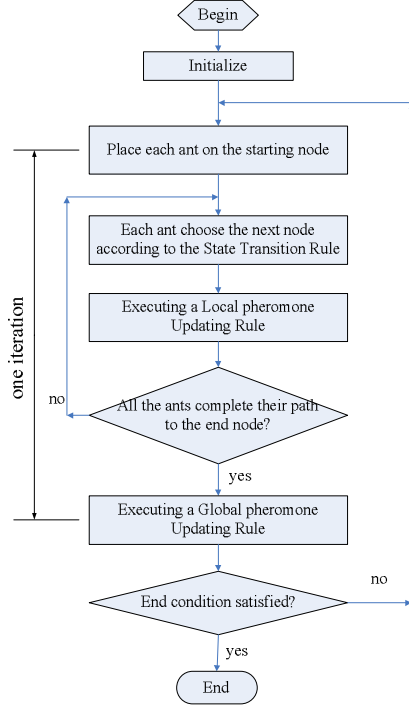 Begin
Initialize
Place each ant on the starting node
Each ant choose the next node
according to the State Transition Rule
Executing a Local pheromone
Updating Rule
one iteration
All the ants complete their path
to the end node?
no
yes
Executing a Global pheromone
Updating Rule
End condition satisfied?
no
yes
End